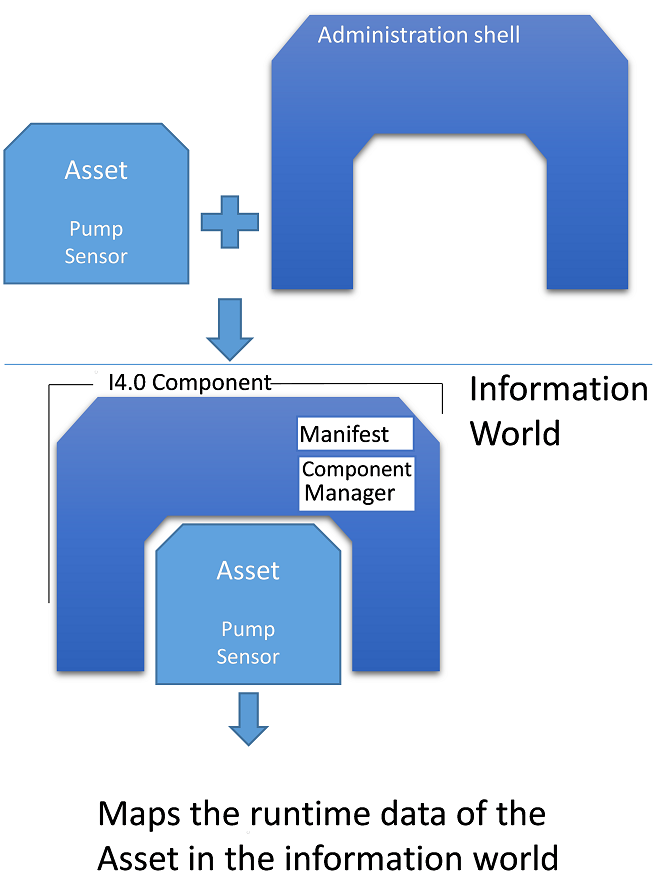 Administration shell
Asset
Pump
Sensor
I4.0 Component
Information
World
Manifest
Component
Manager
Asset
Pump
Sensor
Maps the runtime data of the
Asset in the information world